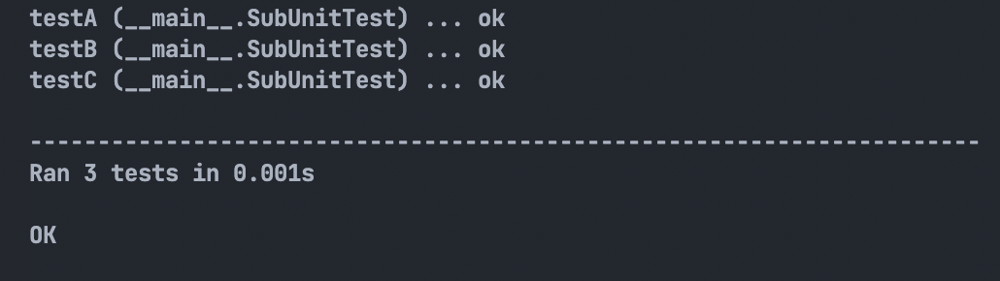 testA (__main__.SubUnitTest) ... ok
testB (__main__.SubUnitTest) ... ok
testC (__main__.SubUnitTest) ... ok
----------------------------------------------------------------------
Ran 3 tests in 0.001s
OK